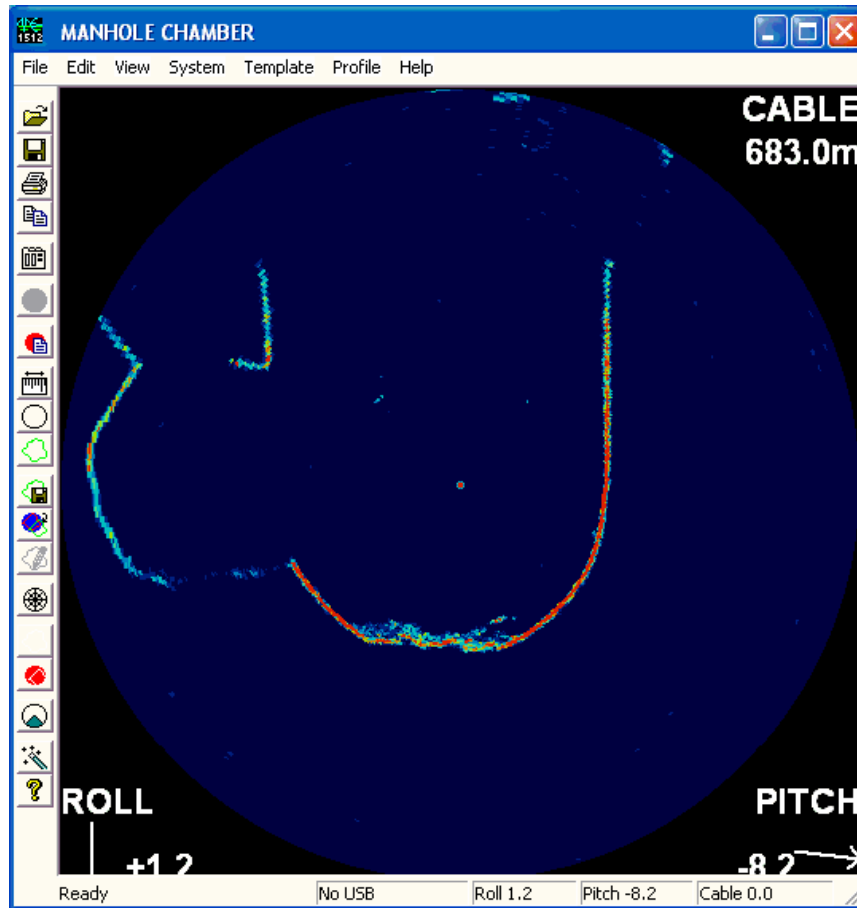 1512 MANHOLE CHAMBER
File Edit View System Template Profile Help
CABLE
683.0m
ROLL
+1.2
PITCH
-8.2
Ready No USB Roll 1.2 Pitch -8.2 Cable 0.0